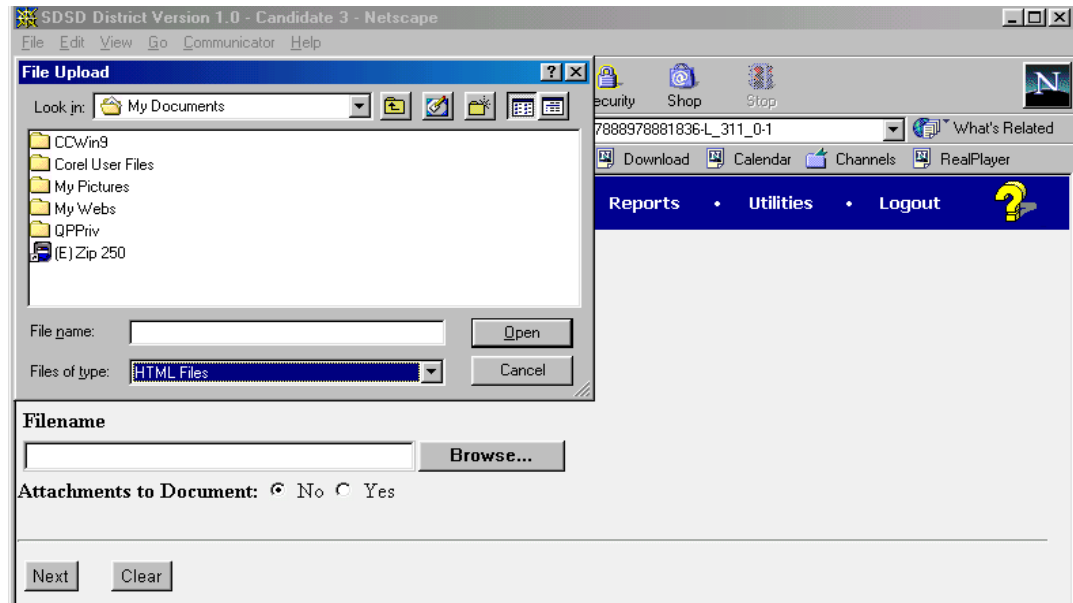 SDSD District Version 1.0 - Candidate 3 - Netscape
File Edit View Go Communicator Help
File Upload
Look in: My Documents
CCWin9
Corel User Files
My Pictures
My Webs
QPPriv
(E) Zip 250
File name:
Open
Files of type: HTML Files
Cancel
ecurity Shop Stop
N
7888978881836-L_311_0-1 What's Related
Download Calendar Channels RealPlayer
Reports • Utilities • Logout ?
Filename
Browse...
Attachments to Document: No Yes
Next Clear